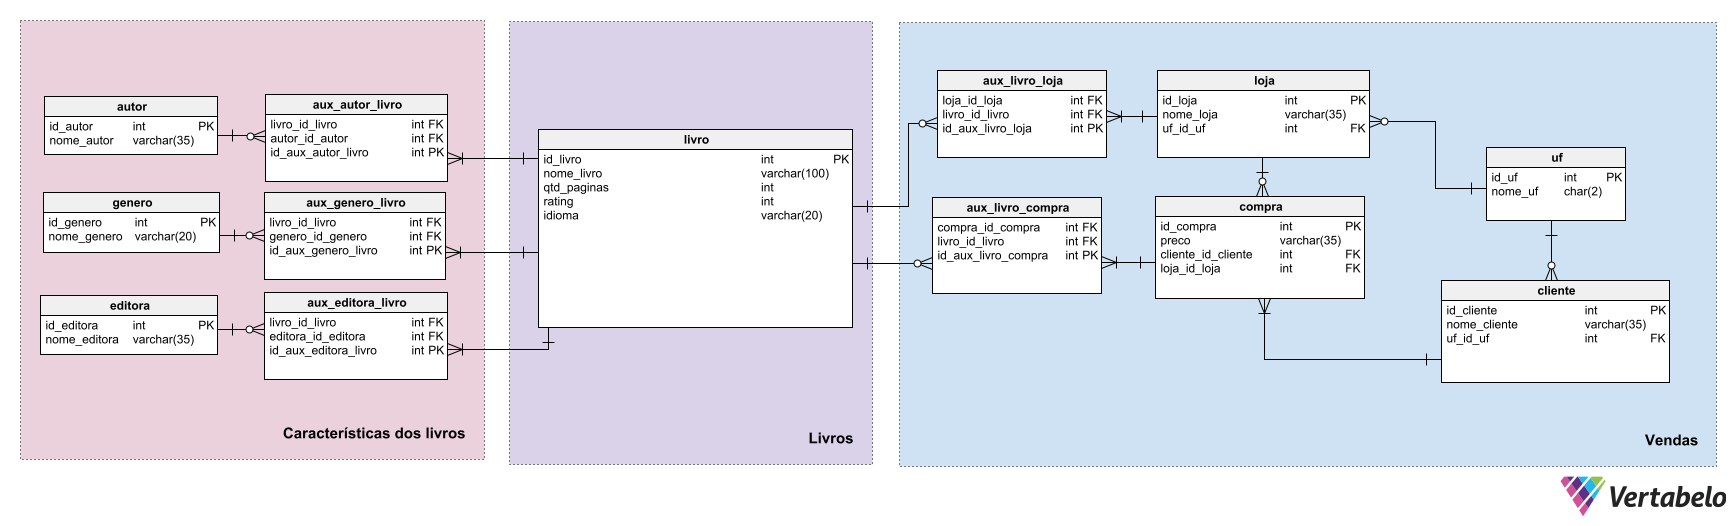 autor
id_autor int PK
nome_autor varchar(35)
aux_autor_livro
livro_id_livro int FK
autor_id_autor int FK
id_aux_autor_livro int PK
genero
id_genero int PK
nome_genero varchar(20)
aux_genero_livro
livro_id_livro int FK
genero_id_genero int FK
id_aux_genero_livro int PK
editora
id_editora int PK
nome_editora varchar(35)
aux_editora_livro
livro_id_livro int FK
editora_id_editora int FK
id_aux_editora_livro int PK
Características dos livros
livro
id_livro int PK
nome_livro varchar(100)
qtd_paginas int
rating int
idioma varchar(20)
Livros
aux_livro_loja
loja_id_loja int FK
livro_id_livro int FK
id_aux_livro_loja int PK
loja
id_loja int PK
nome_loja varchar(35)
uf_id_uf int FK
uf
id_uf int PK
nome_uf char(2)
aux_livro_compra
compra_id_compra int FK
livro_id_livro int FK
id_aux_livro_compra int PK
compra
id_compra int PK
preco varchar(35)
cliente_id_cliente int FK
loja_id_loja int FK
cliente
id_cliente int PK
nome_cliente varchar(35)
uf_id_uf int FK
Vendas
Vertabelo